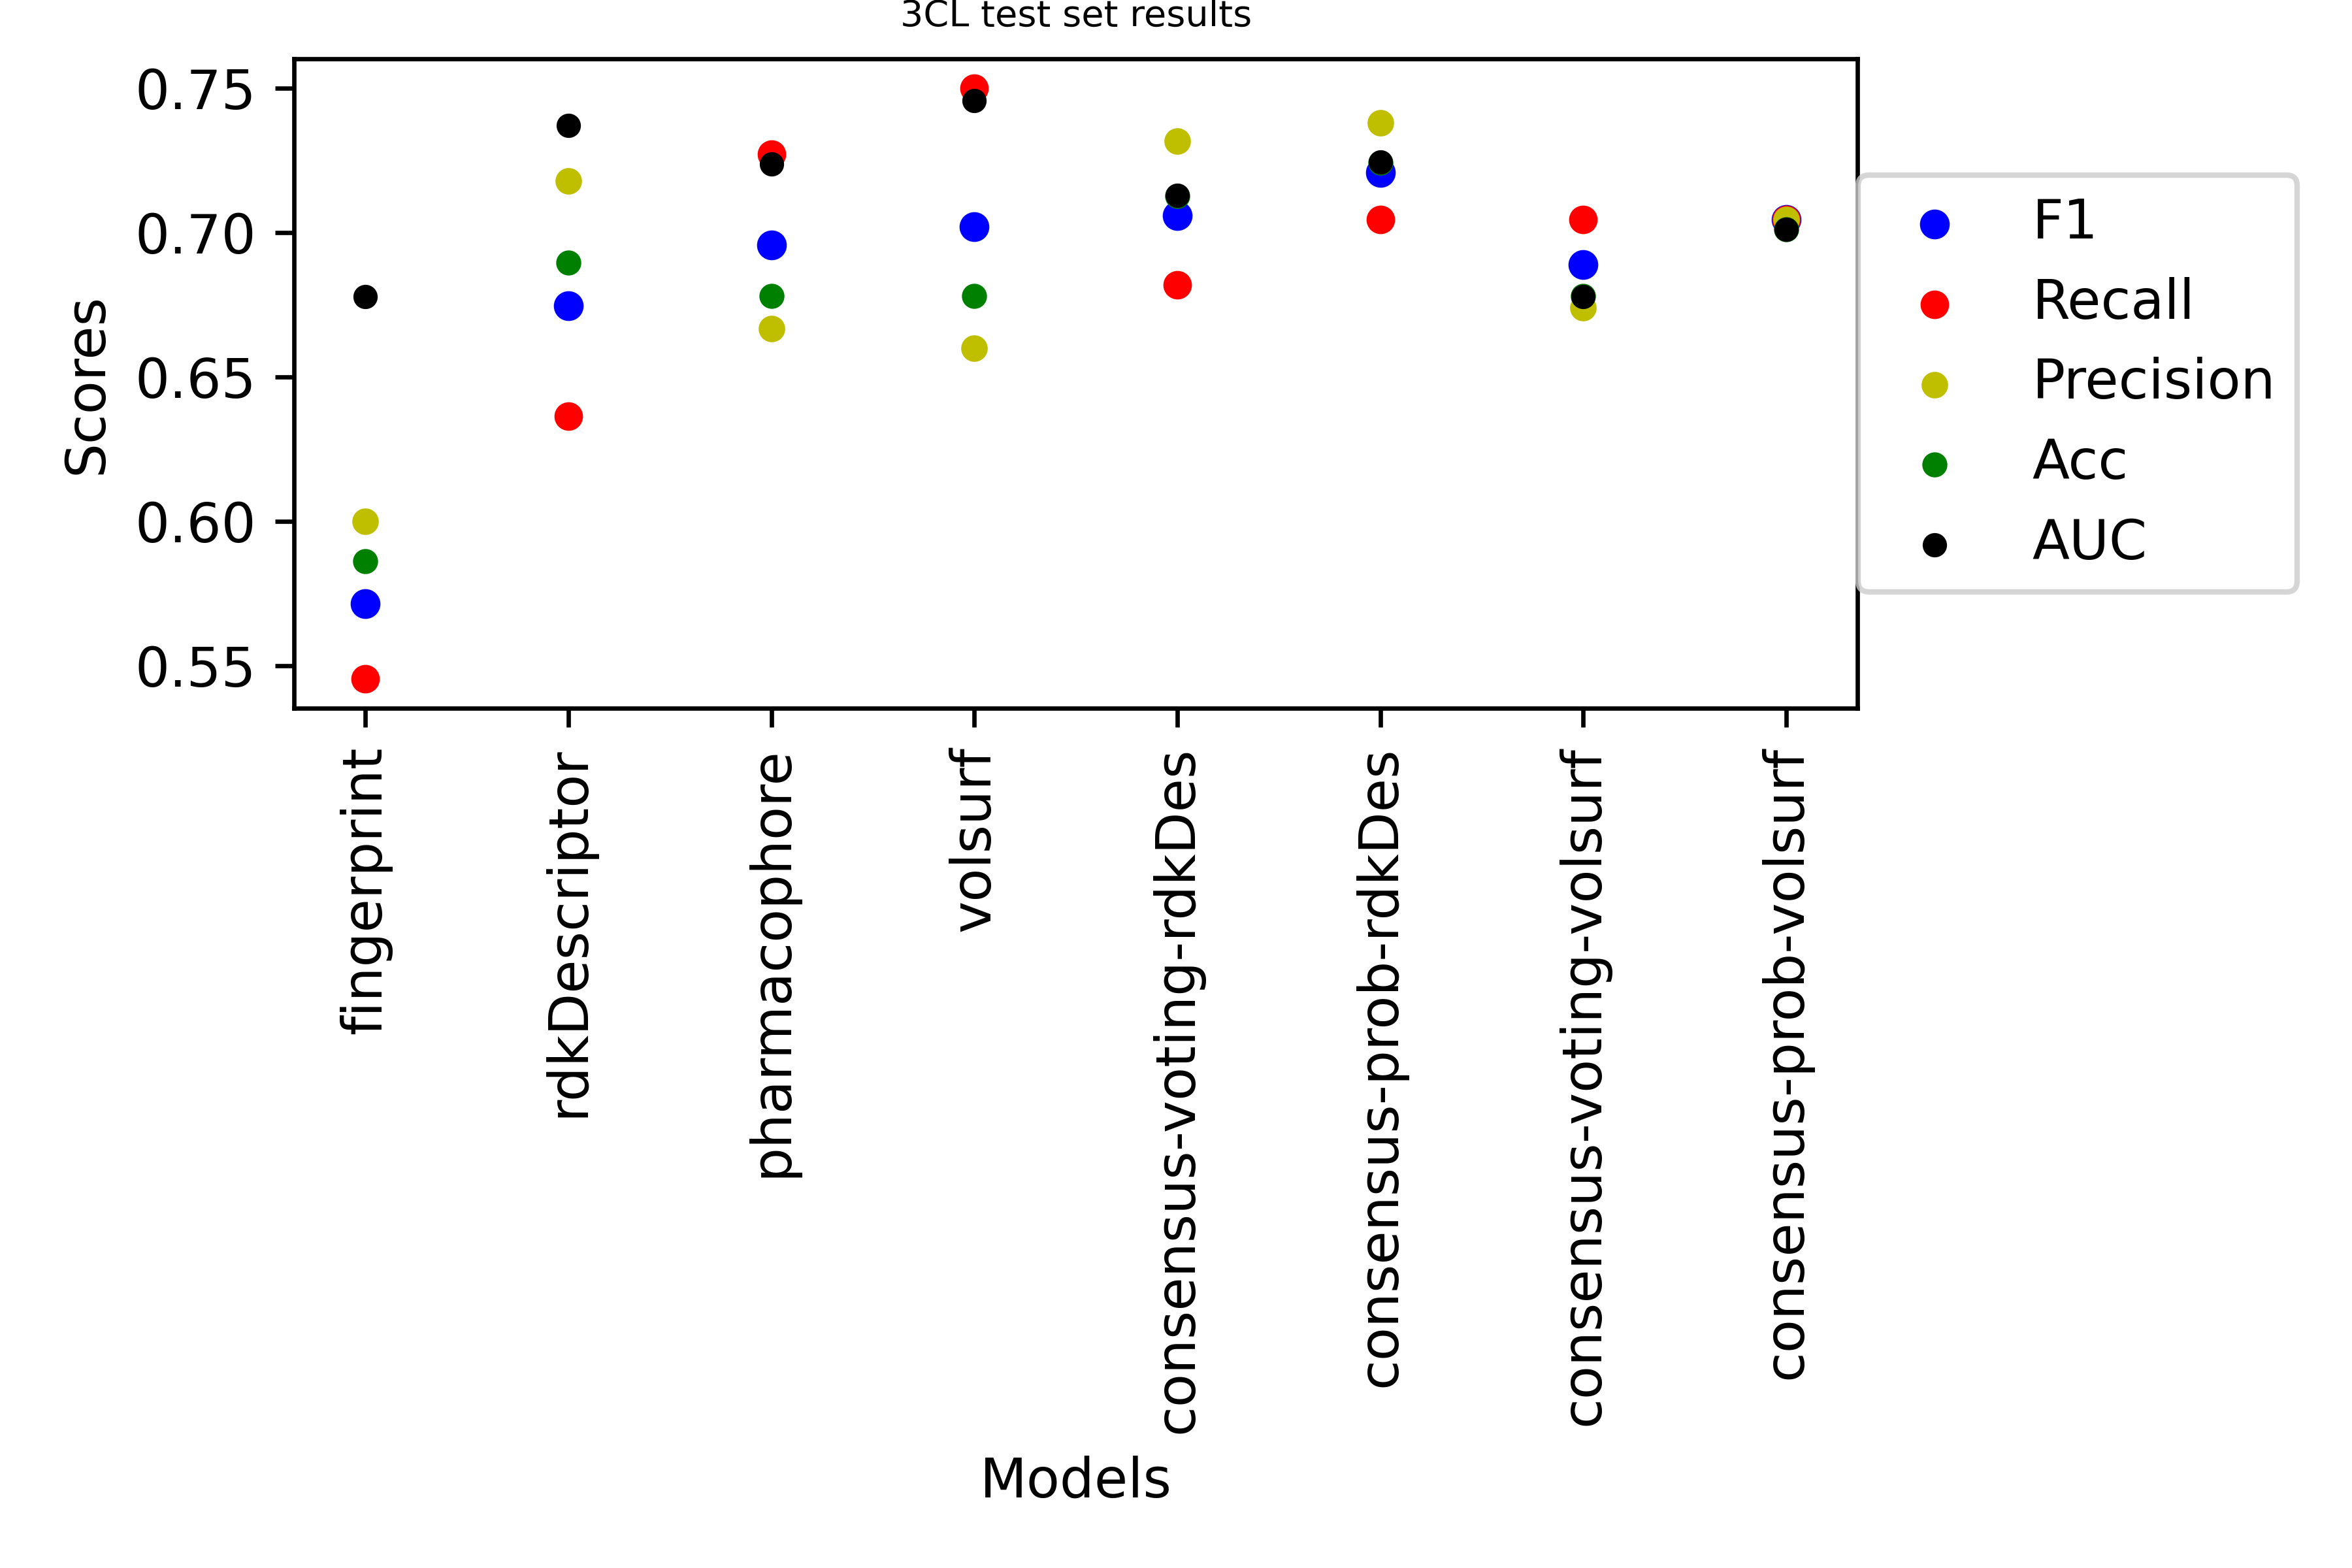 3CL test set results
0.75
0.70
0.65
0.60
0.55
Scores
F1
Recall
Precision
Acc
AUC
fingerprint
rdkDescriptor
pharmacophore
volsurf
consensus-voting-rdkDes
consensus-prob-rdkDes
consensus-voting-volsurf
consensus-prob-volsurf
Models